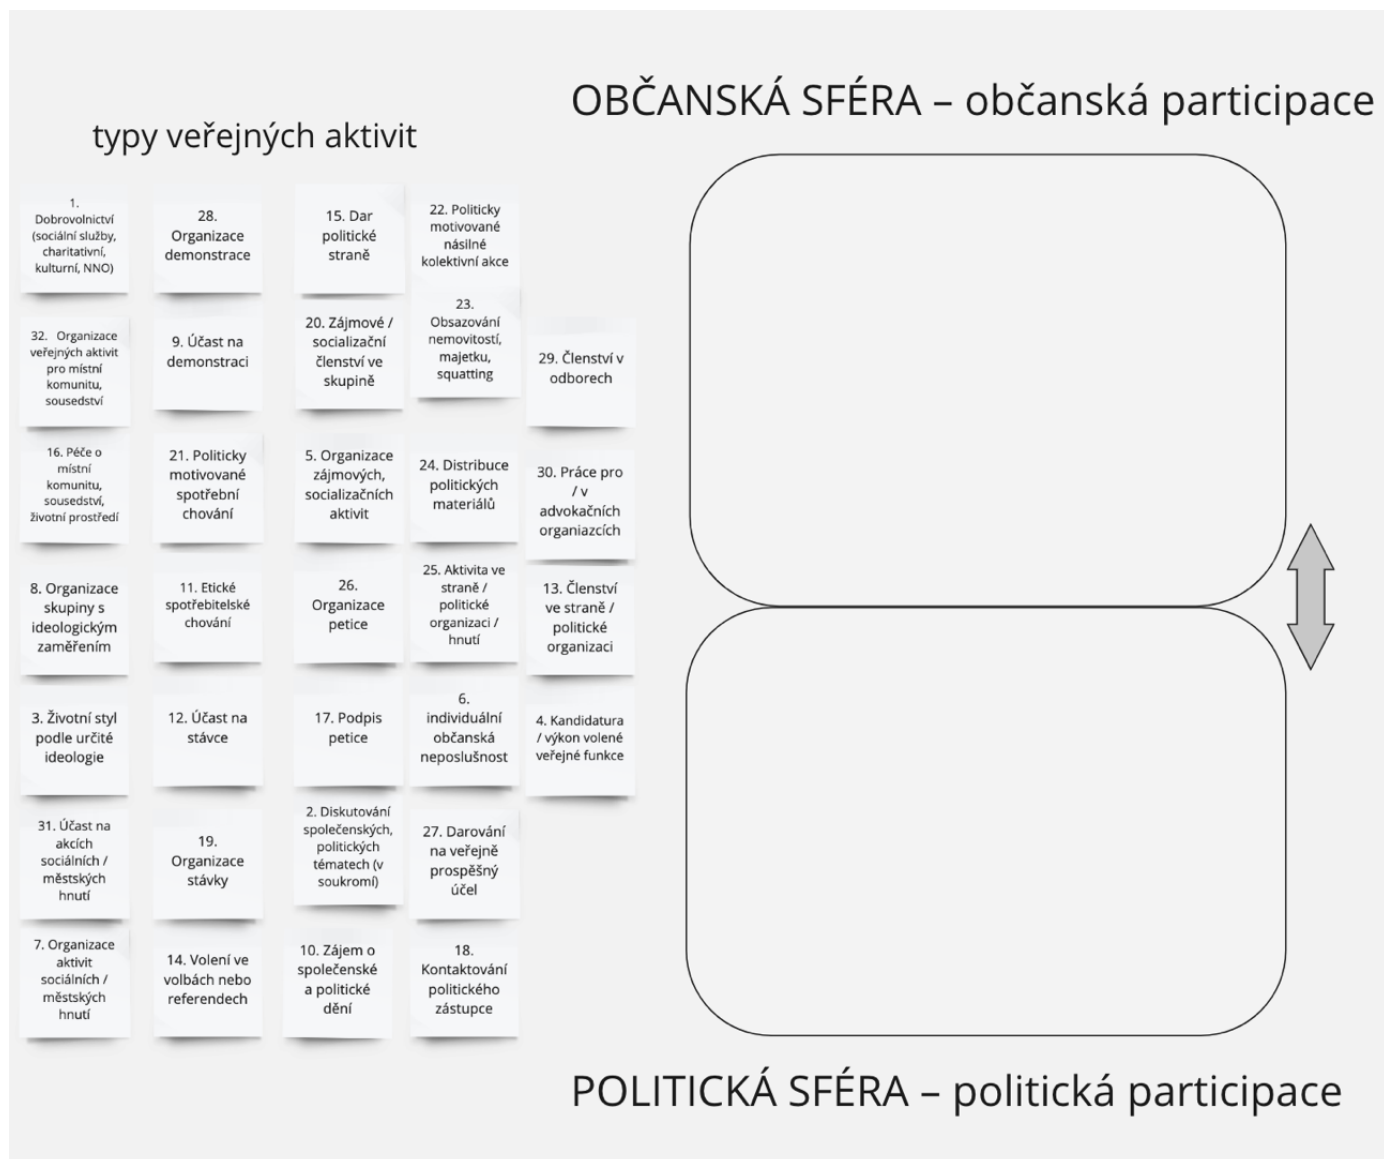 OBČANSKÁ SFÉRA – občanská participace
typy veřejných aktivit
1.
Dobrovolnictví
(sociální služby,
charitativní,
kulturní, NNO)
28.
Organizace
demonstrace
15. Dar
politické
straně
22. Politicky
motivované
násilné
kolektivní akce
32. Organizace
veřejných aktivit
pro místní
komunitu,
sousedství
9. Účast na
demonstraci
20. Zájmové /
socializační
členství ve
skupině
23.
Obsazování
nemovitostí,
majetku,
squatting
29. Členství v
odborech
16. Péče o
místní
komunitu,
sousedství,
životní prostředí
21. Politicky
motivované
spotřební
chování
5. Organizace
zájmových,
socializačních
aktivit
24. Distribuce
politických
materiálů
30. Práce pro
/ v
advokačních
organiazcích
8. Organizace
skupiny s
ideologickým
zaměřením
11. Etické
spotřebitelské
chování
26.
Organizace
petice
25. Aktivita ve
straně /
politické
organizaci /
hnutí
13. Členství
ve straně /
politické
organizaci
3. Životní styl
podle určité
ideologie
12. Účast na
stávce
17. Podpis
petice
6.
individuální
občanská
neposlušnost
4. Kandidatura
/ výkon volené
veřejné funkce
31. Účast na
akcích
sociálních /
městských
hnutí
19.
Organizace
stávky
2. Diskutování
společenských,
politických
tématech (v
soukromí)
27. Darování
na veřejně
prospěšný
účel
7. Organizace
aktivit
sociálních /
městských
hnutí
14. Volení ve
volbách nebo
referendech
10. Zájem o
společenské
a politické
dění
18.
Kontaktování
politického
zástupce
POLITICKÁ SFÉRA – politická participace